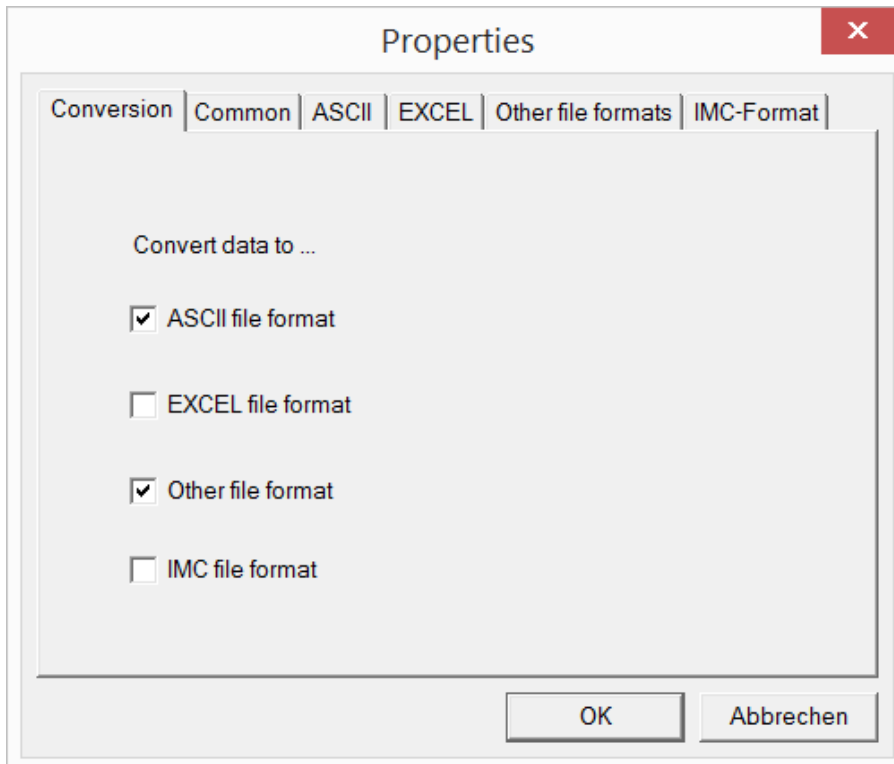 Properties
Conversion Common ASCII EXCEL Other file formats IMC-Format
Convert data to ...
ASCII file format
EXCEL file format
Other file format
IMC file format
OK Abbrechen